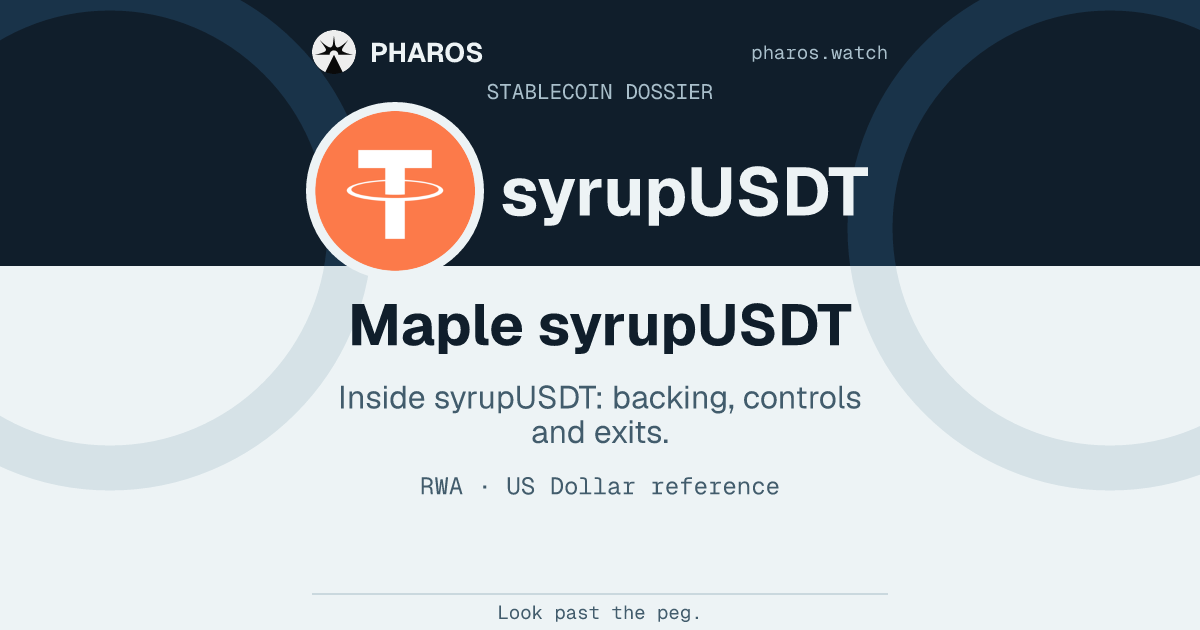 PHAROS
pharos.watch
STABLECOIN DOSSIER
syrupUSDT
Maple syrupUSDT
Inside syrupUSDT: backing, controls
and exits.
RWA · US Dollar reference
Look past the peg.